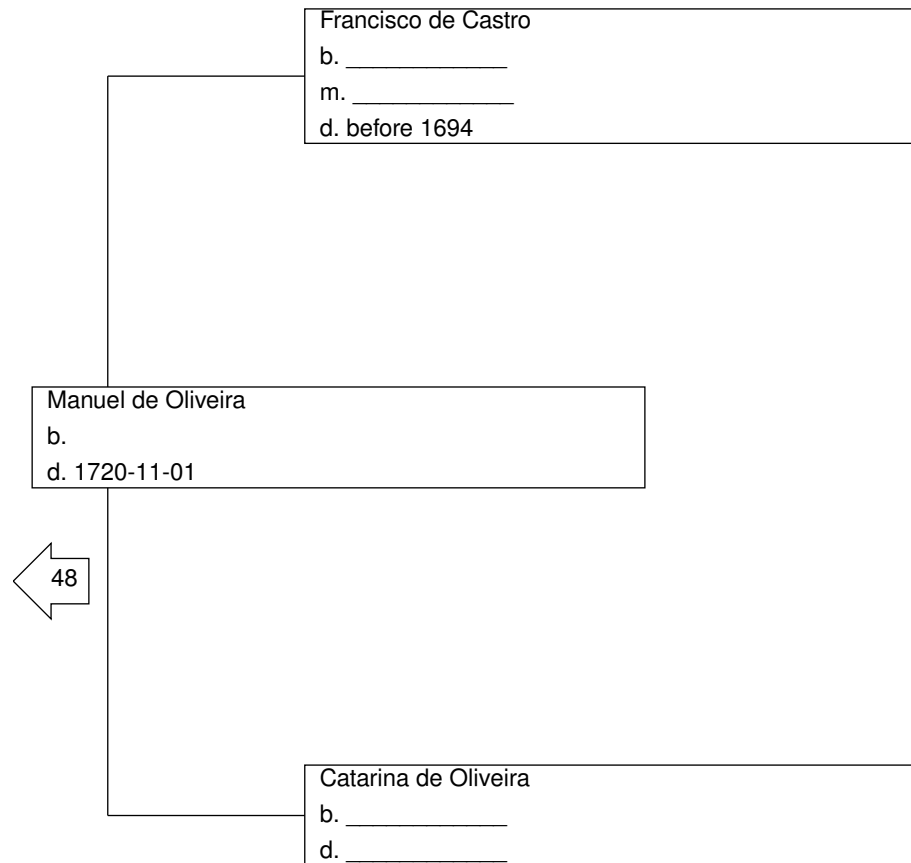 Francisco de Castro
b. ____________
m. ____________
d. before 1694
Manuel de Oliveira
b.
d. 1720-11-01
48
Catarina de Oliveira
b. ____________
d. ____________